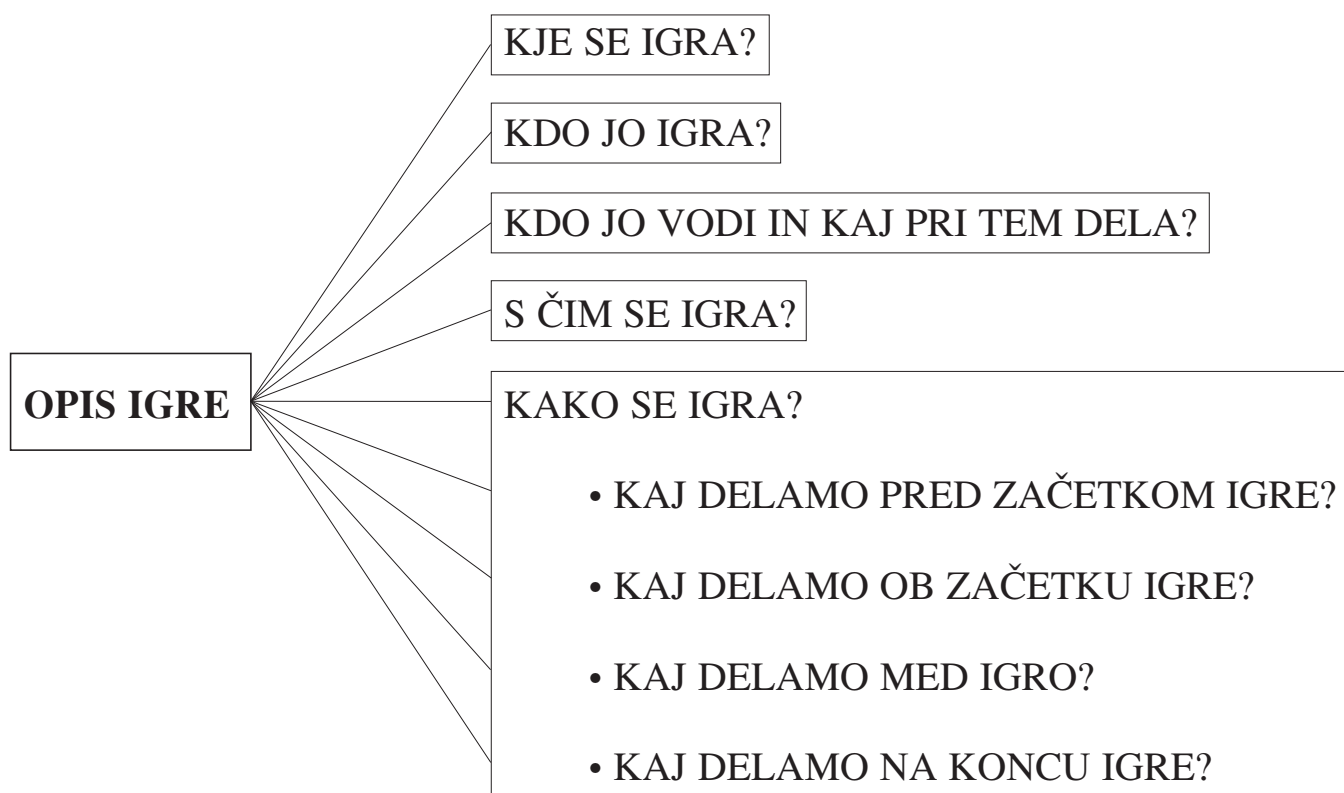 KJE SE IGRA?
KDO JO IGRA?
KDO JO VODI IN KAJ PRI TEM DELA?
S ČIM SE IGRA?
OPIS IGRE
KAKO SE IGRA?
• KAJ DELAMO PRED ZAČETKOM IGRE?
• KAJ DELAMO OB ZAČETKU IGRE?
• KAJ DELAMO MED IGRO?
• KAJ DELAMO NA KONCU IGRE?